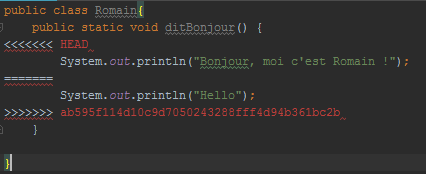 public class Romain{
public static void ditBonjour() {
<<<<<<< HEAD
System.out.println("Bonjour, moi c'est Romain !");
=======
System.out.println("Hello");
>>>>>>> ab595f114d10c9d7050243288fff4d94b361bc2b
}
}